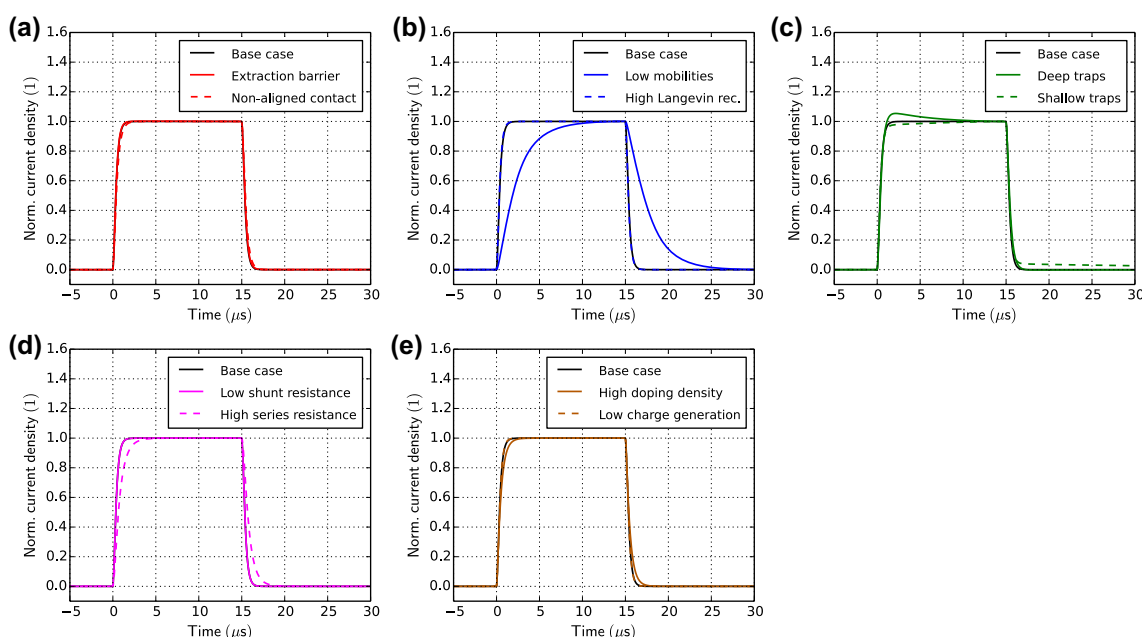 (a)
1.6
1.4
1.2
1.0
0.8
0.6
0.4
0.2
0.0
Norm. current density (1)
Base case
Extraction barrier
Non-aligned contact
−5 0 5 10 15 20 25 30
Time (μs)
(b)
1.6
1.4
1.2
1.0
0.8
0.6
0.4
0.2
0.0
Norm. current density (1)
Base case
Low mobilities
High Langevin rec.
−5 0 5 10 15 20 25 30
Time (μs)
(c)
1.6
1.4
1.2
1.0
0.8
0.6
0.4
0.2
0.0
Norm. current density (1)
Base case
Deep traps
Shallow traps
−5 0 5 10 15 20 25 30
Time (μs)
(d)
1.6
1.4
1.2
1.0
0.8
0.6
0.4
0.2
0.0
Norm. current density (1)
Base case
Low shunt resistance
High series resistance
−5 0 5 10 15 20 25 30
Time (μs)
(e)
1.6
1.4
1.2
1.0
0.8
0.6
0.4
0.2
0.0
Norm. current density (1)
Base case
High doping density
Low charge generation
−5 0 5 10 15 20 25 30
Time (μs)